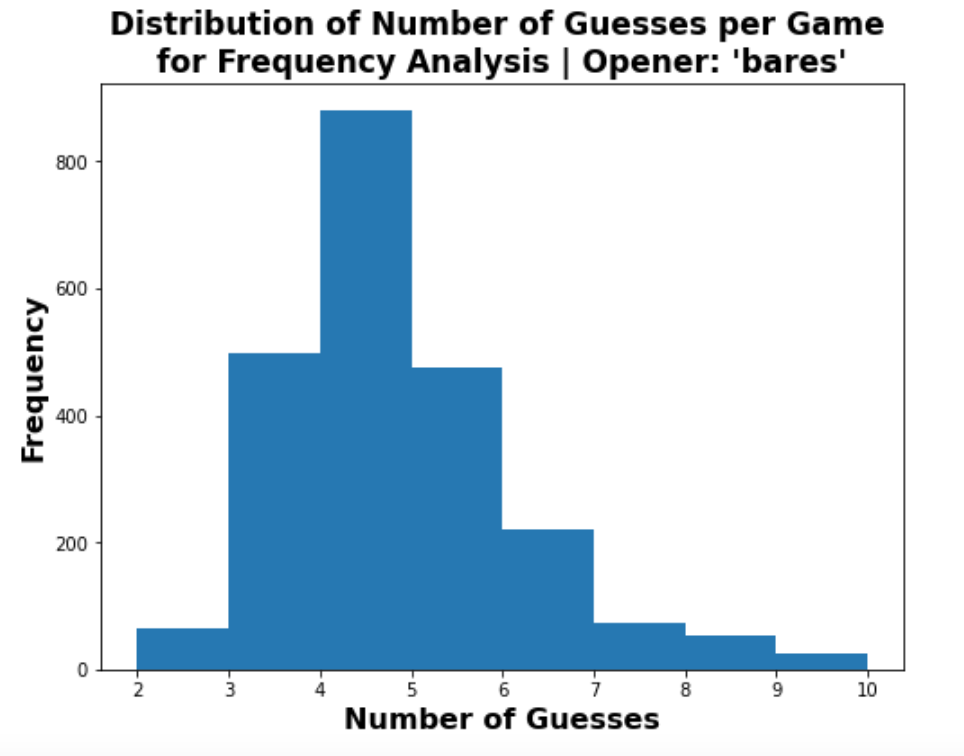 Distribution of Number of Guesses per Game
for Frequency Analysis | Opener: 'bares'
Frequency
800
600
400
200
0
2 3 4 5 6 7 8 9 10
Number of Guesses